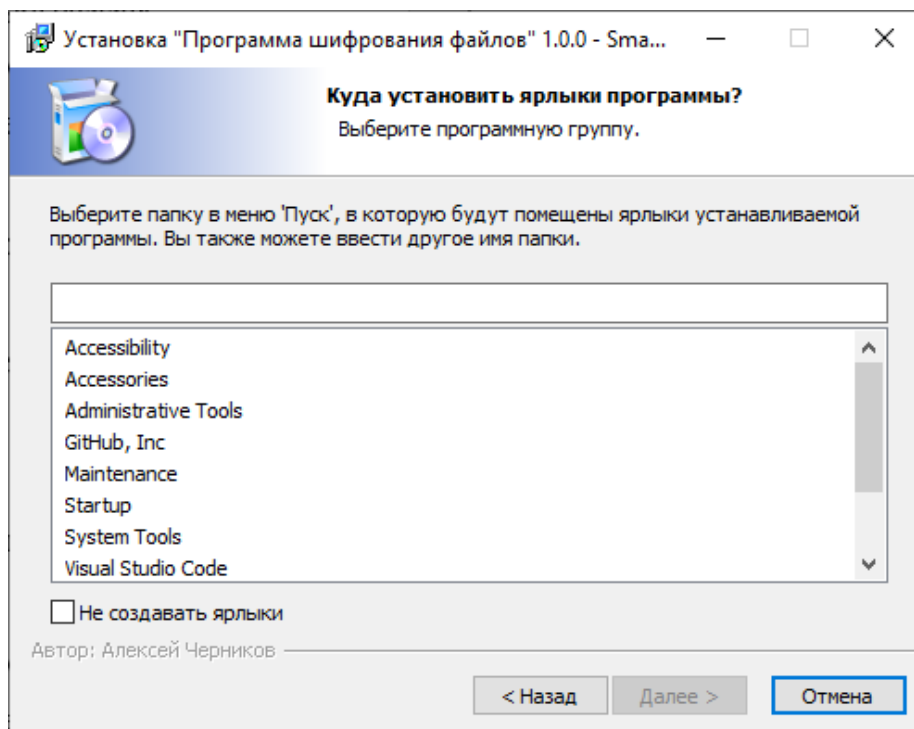 Установка "Программа шифрования файлов" 1.0.0 - Sma...
Куда установить ярлыки программы?
Выберите программную группу.
Выберите папку в меню 'Пуск', в которую будут помещены ярлыки устанавливаемой
программы. Вы также можете ввести другое имя папки.
Accessibility
Accessories
Administrative Tools
GitHub, Inc
Maintenance
Startup
System Tools
Visual Studio Code
Не создавать ярлыки
Автор: Алексей Черников
< Назад Далее > Отмена